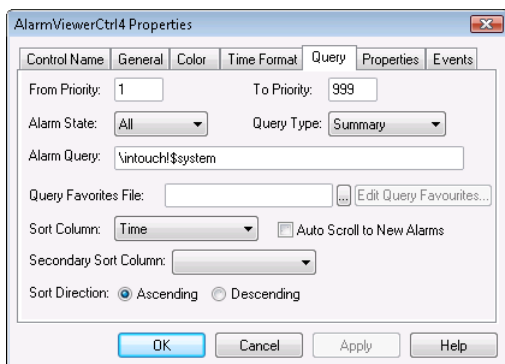 AlarmViewerCtrl4 Properties
Control Name General Color Time Format Query Properties Events
From Priority: 1 To Priority: 999
Alarm State: All Query Type: Summary
Alarm Query: \intouch!$system
Query Favorites File: ... Edit Query Favourites...
Sort Column: Time Auto Scroll to New Alarms
Secondary Sort Column:
Sort Direction: Ascending Descending
OK Cancel Apply Help